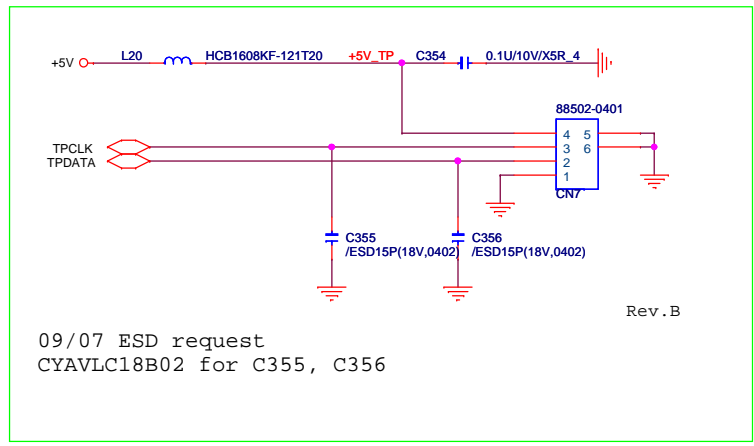 +5V L20 HCB1608KF-121T20 +5V_TP C354 0.1U/10V/X5R_4
88502-0401
TPCLK 4 5
TPDATA 3 6
2
1
CN7
C355 C356
/ESD15P(18V,0402) /ESD15P(18V,0402)
Rev.B
09/07 ESD request
CYAVLC18B02 for C355, C356